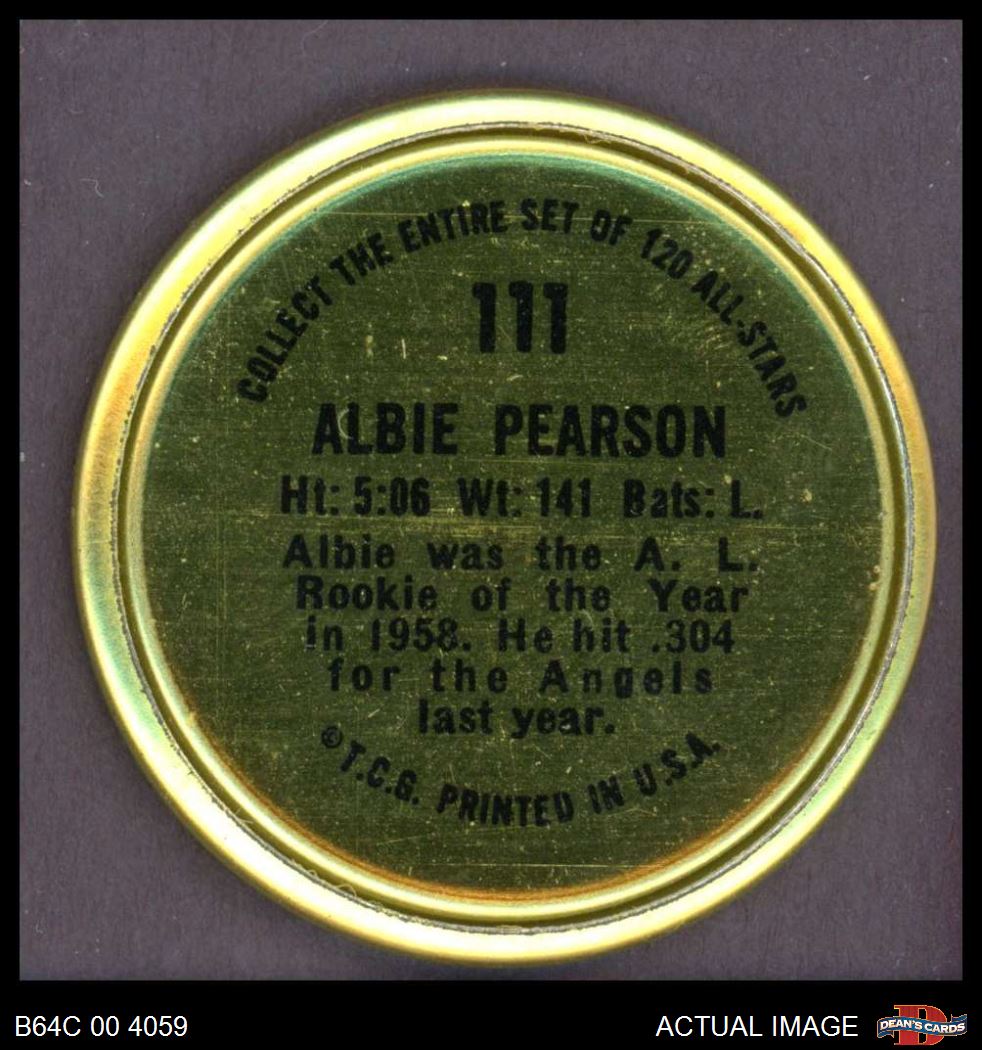 COLLECT THE ENTIRE SET OF 120 ALL-STARS
111
ALBIE PEARSON
Ht: 5:06 Wt: 141 Bats: L.
Albie was the A. L.
Rookie of the Year
in 1958. He hit .304
for the Angels
last year.
© T.C.G. PRINTED IN U.S.A.
B64C 00 4059
ACTUAL IMAGE
DEAN'S CARDS